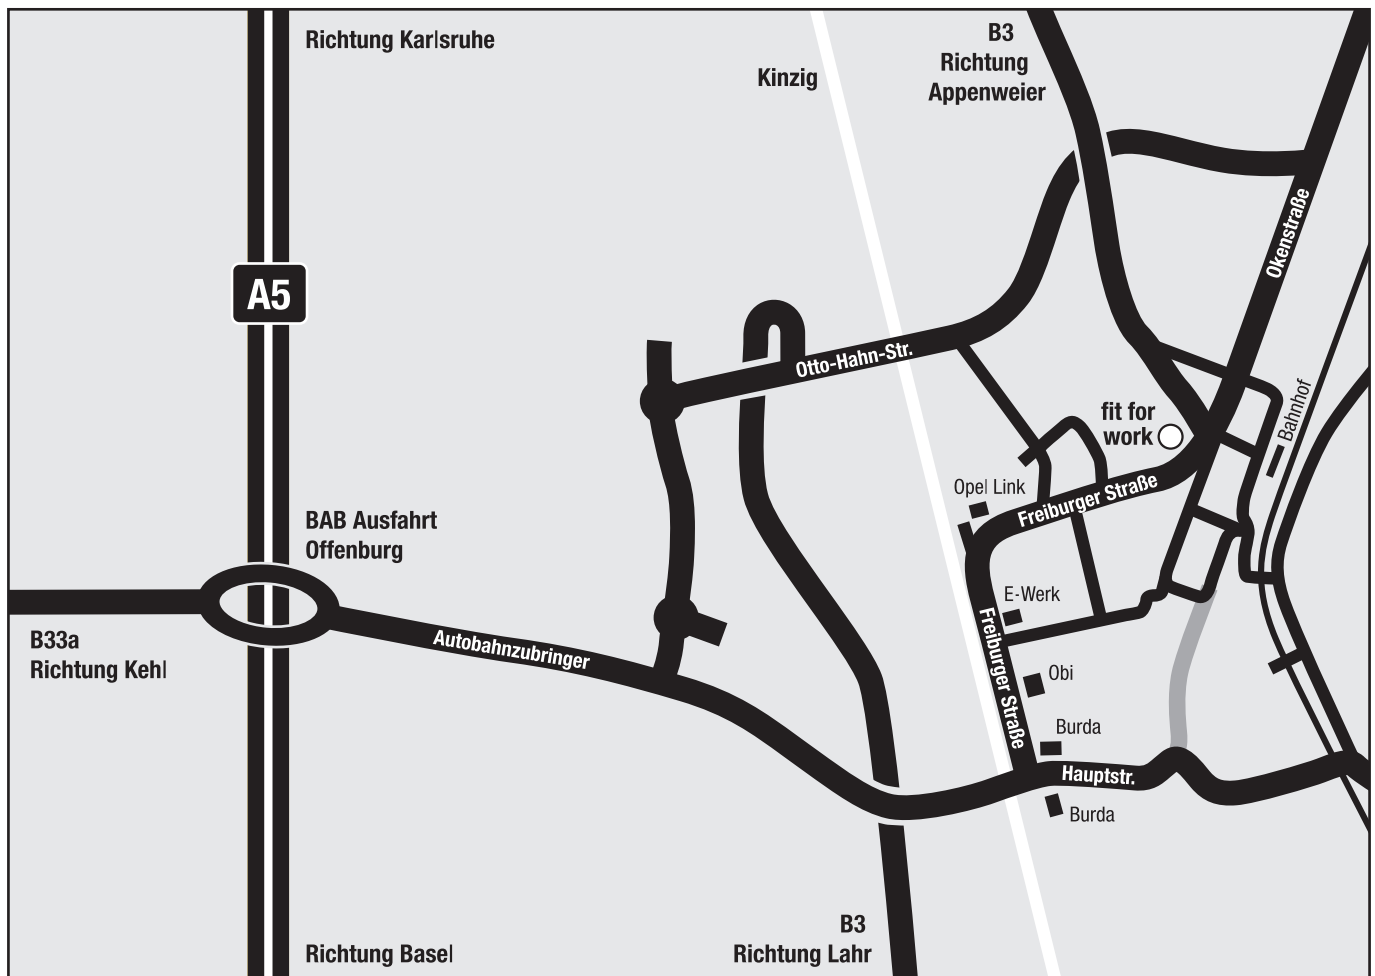 Richtung Karlsruhe
B3
Richtung
Appenweier
Kinzig
Okenstraße
A5
Otto-Hahn-Str.
Bahnhof
fit for
work
Opel Link
Freiburger Straße
BAB Ausfahrt
Offenburg
E-Werk
B33a
Richtung Kehl
Autobahnzubringer
Freiburger Straße
Obi
Burda
Hauptstr.
Burda
B3
Richtung Lahr
Richtung Basel